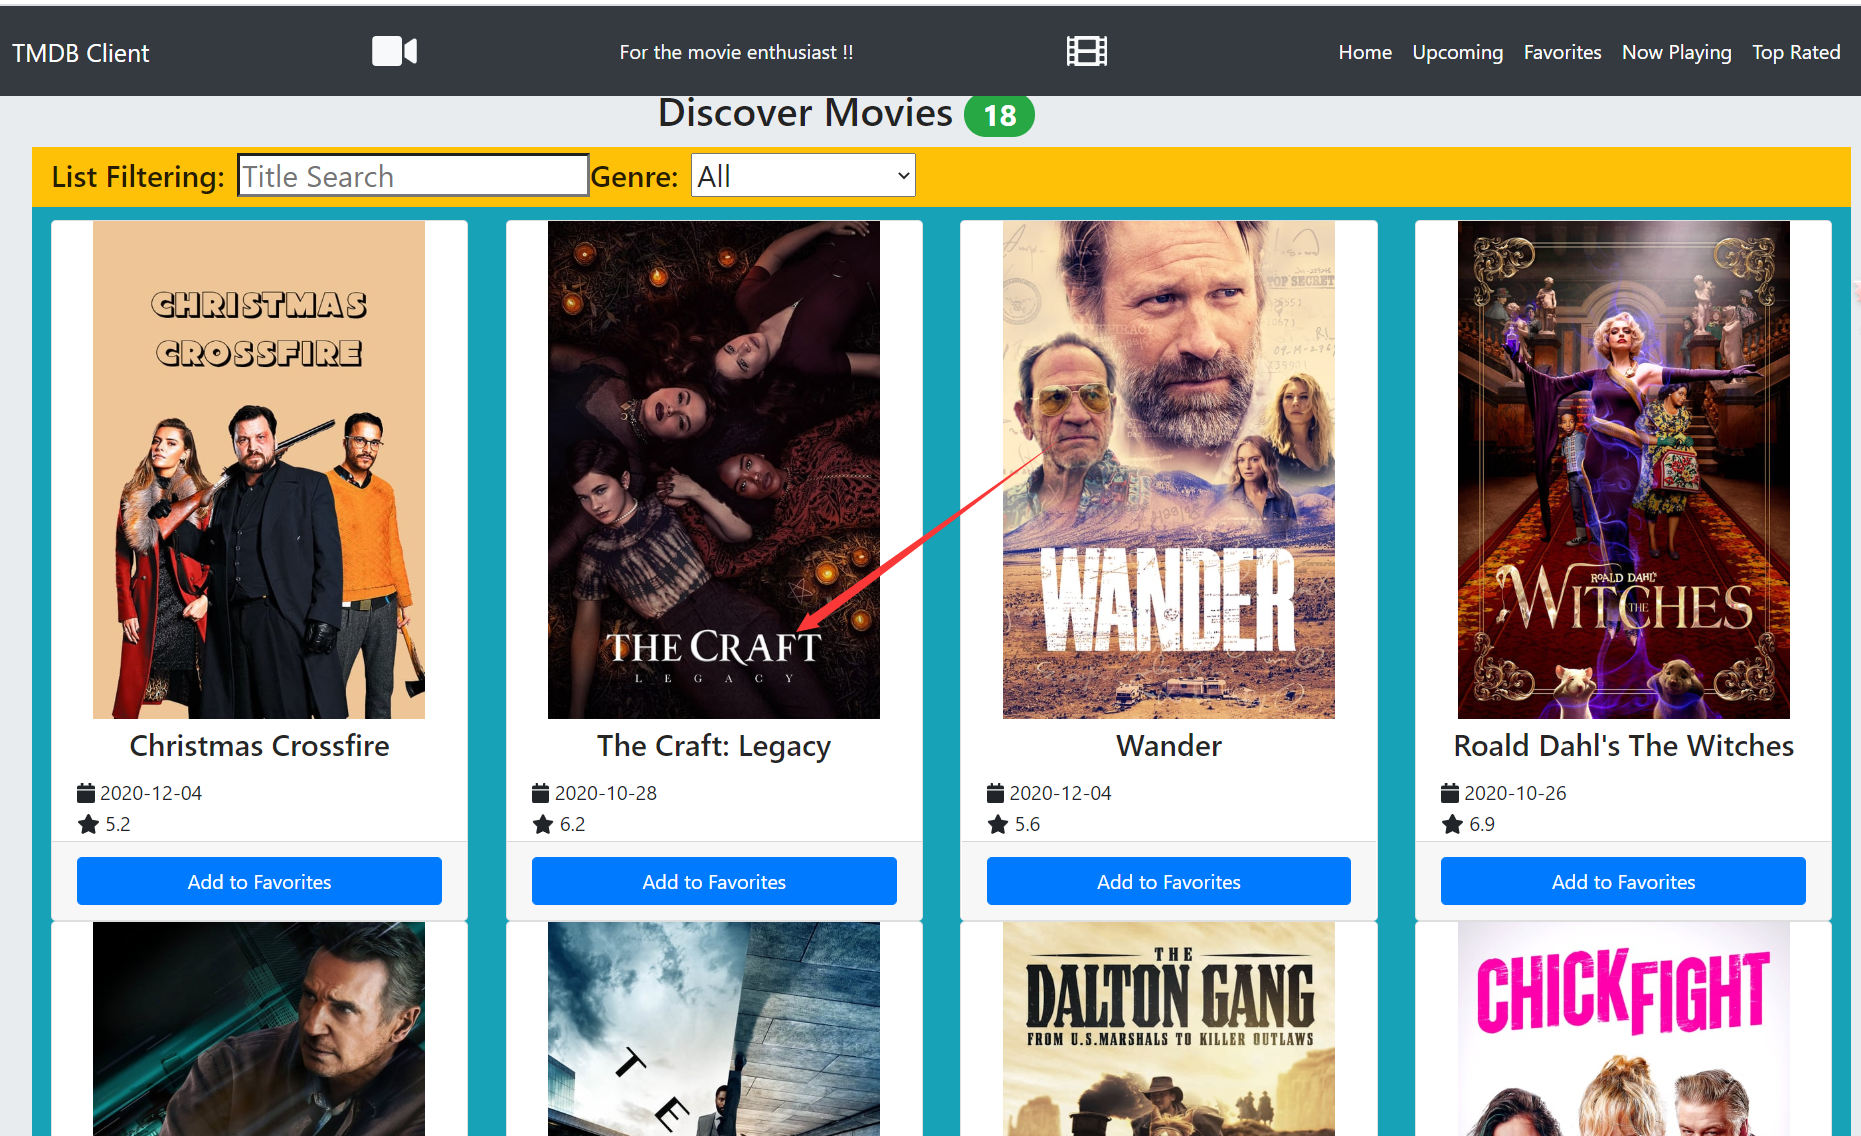 TMDB Client
For the movie enthusiast !!
Home Upcoming Favorites Now Playing Top Rated
Discover Movies 18
List Filtering: Title Search Genre: All
CHRISTMAS
CROSSFIRE
THE CRAFT
LEGACY
TOP SECRET
WANDER
ROALD DAHL'S
THE
WITCHES
Christmas Crossfire
2020-12-04
5.2
Add to Favorites
The Craft: Legacy
2020-10-28
6.2
Add to Favorites
Wander
2020-12-04
5.6
Add to Favorites
Roald Dahl's The Witches
2020-10-26
6.9
Add to Favorites
T
E
THE
DALTON GANG
FROM U.S. MARSHALS TO KILLER OUTLAWS
CHICK FIGHT